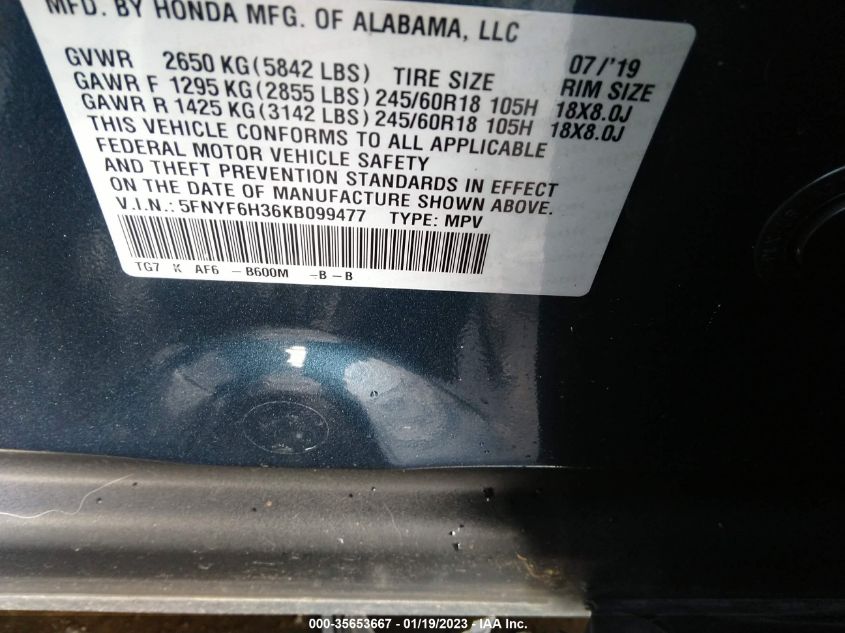 MFD. BY HONDA MFG. OF ALABAMA, LLC
GVWR 2650 KG (5842 LBS) TIRE SIZE 07/'19 RIM SIZE
GAWR F 1295 KG (2855 LBS) 245/60R18 105H 18X8.0J
GAWR R 1425 KG (3142 LBS) 245/60R18 105H 18X8.0J
THIS VEHICLE CONFORMS TO ALL APPLICABLE
FEDERAL MOTOR VEHICLE SAFETY
AND THEFT PREVENTION STANDARDS IN EFFECT
ON THE DATE OF MANUFACTURE SHOWN ABOVE.
V.I.N.: 5FNYF6H36KB099477 TYPE: MPV
TG7 K AF6 -B600M -B-B
000-35653667 - 01/19/2023 - IAA Inc.